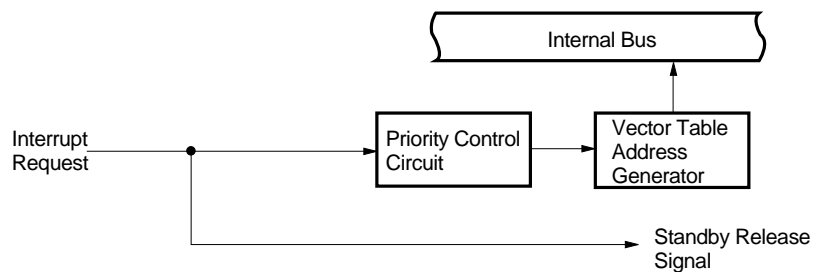 Internal Bus
Interrupt
Request
Priority Control
Circuit
Vector Table
Address
Generator
Standby Release
Signal